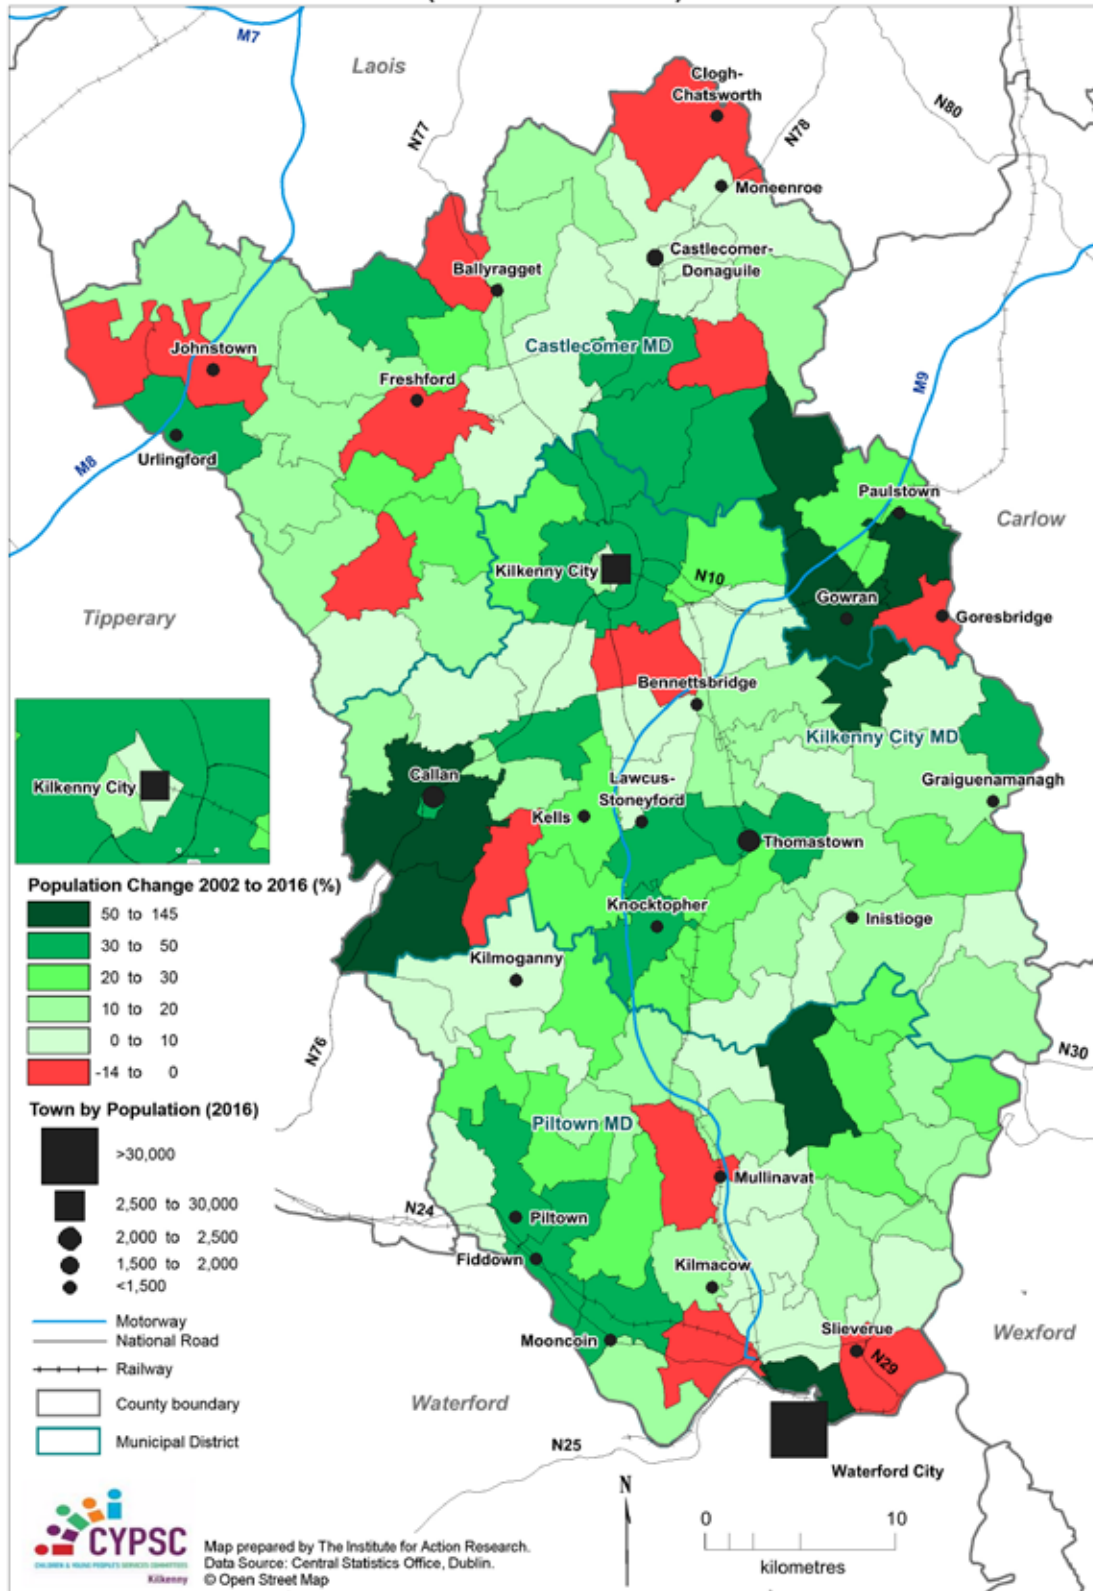 M7
Laois
N77
Clogh-
Chatsworth
N78
N80
Moneenroe
Castlecomer-
Donaguile
Ballyragget
Castlecomer MD
Johnstown
Freshford
M9
Urlingford
M8
Paulstown
Carlow
Kilkenny City
N10
Gowran
Goresbridge
Tipperary
Bennettsbridge
Kilkenny City MD
Kilkenny City
Callan
Lawcus-
Stoneyford
Graiguenamanagh
Kells
Thomastown
Knocktopher
Inistioge
Kilmoganny
N76
N30
Piltown MD
Mullinavat
N24
Piltown
Fiddown
Kilmacow
Mooncoin
Slieverue
N29
Wexford
Waterford
N25
Waterford City
Population Change 2002 to 2016 (%)
50 to 145
30 to 50
20 to 30
10 to 20
0 to 10
-14 to 0
Town by Population (2016)
>30,000
2,500 to 30,000
2,000 to 2,500
1,500 to 2,000
<1,500
Motorway
National Road
Railway
County boundary
Municipal District
CYPSC
CHILDREN & YOUNG PEOPLE'S SERVICES COMMITTEES
Kilkenny
Map prepared by The Institute for Action Research.
Data Source: Central Statistics Office, Dublin.
© Open Street Map
N
0 10
kilometres